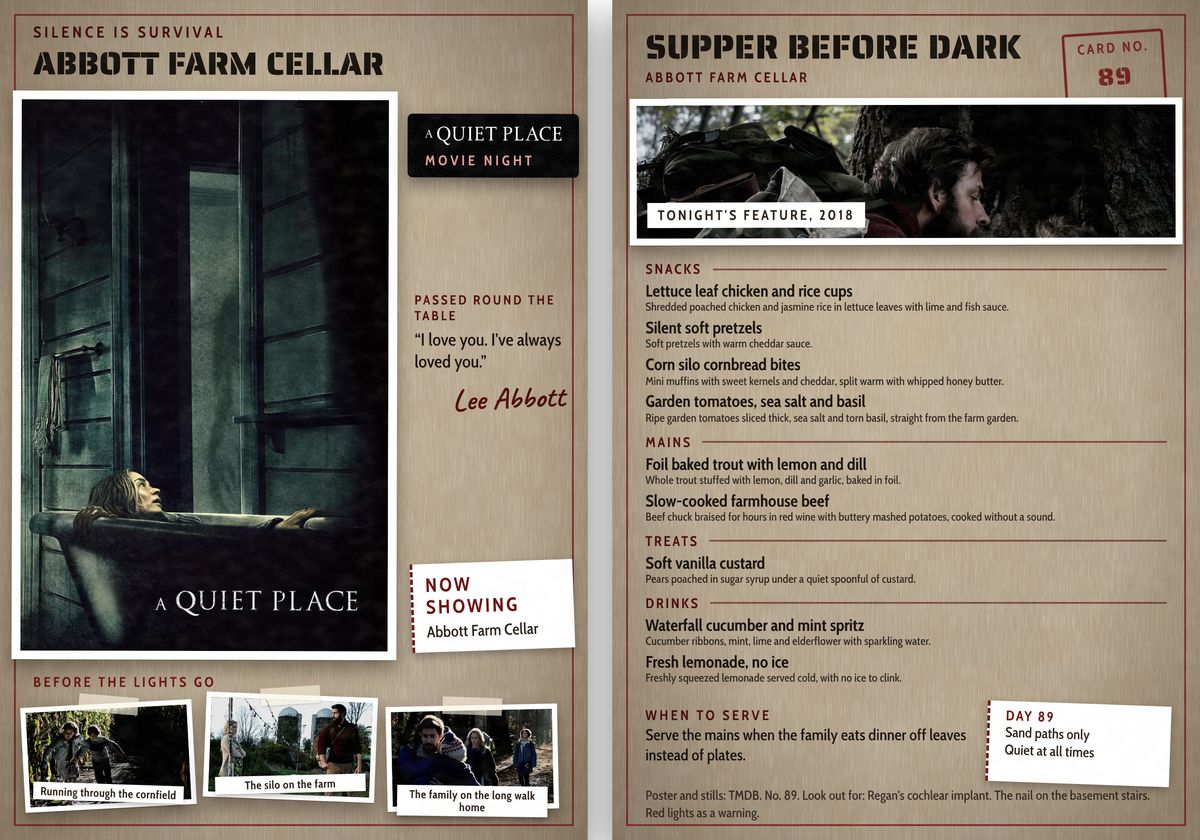 SILENCE IS SURVIVAL
ABBOTT FARM CELLAR
A QUIET PLACE
MOVIE NIGHT
PASSED ROUND THE
TABLE
“I love you. I've always
loved you.”
Lee Abbott
A QUIET PLACE
NOW
SHOWING
Abbott Farm Cellar
BEFORE THE LIGHTS GO
Running through the cornfield
The silo on the farm
The family on the long walk
home
SUPPER BEFORE DARK
ABBOTT FARM CELLAR
CARD NO.
89
TONIGHT'S FEATURE, 2018
SNACKS
Lettuce leaf chicken and rice cups
Shredded poached chicken and jasmine rice in lettuce leaves with lime and fish sauce.
Silent soft pretzels
Soft pretzels with warm cheddar sauce.
Corn silo cornbread bites
Mini muffins with sweet kernels and cheddar, split warm with whipped honey butter.
Garden tomatoes, sea salt and basil
Ripe garden tomatoes sliced thick, sea salt and torn basil, straight from the farm garden.
MAINS
Foil baked trout with lemon and dill
Whole trout stuffed with lemon, dill and garlic, baked in foil.
Slow-cooked farmhouse beef
Beef chuck braised for hours in red wine with buttery mashed potatoes, cooked without a sound.
TREATS
Soft vanilla custard
Pears poached in sugar syrup under a quiet spoonful of custard.
DRINKS
Waterfall cucumber and mint spritz
Cucumber ribbons, mint, lime and elderflower with sparkling water.
Fresh lemonade, no ice
Freshly squeezed lemonade served cold, with no ice to clink.
WHEN TO SERVE
Serve the mains when the family eats dinner off leaves
instead of plates.
DAY 89
Sand paths only
Quiet at all times
Poster and stills: TMDB. No. 89. Look out for: Regan's cochlear implant. The nail on the basement stairs.
Red lights as a warning.